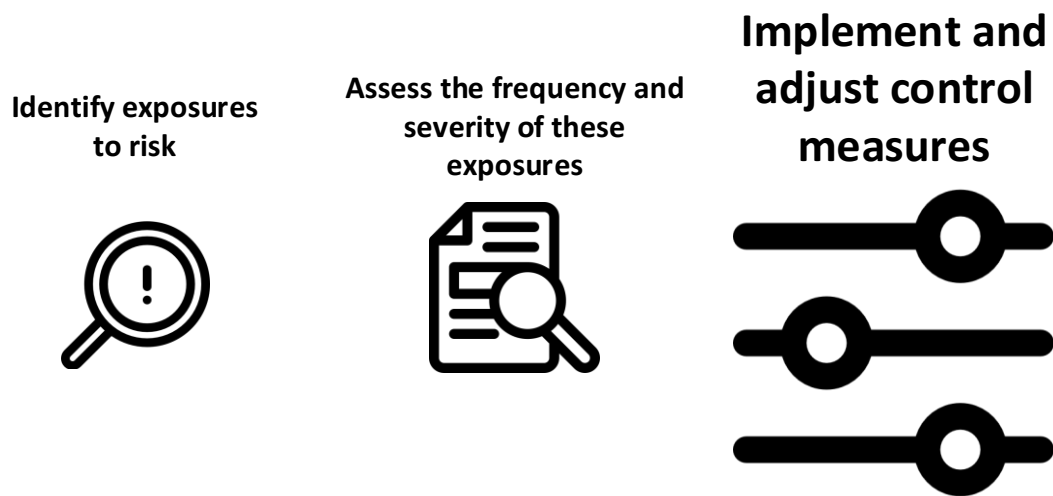 Identify exposures
to risk
Assess the frequency and
severity of these
exposures
Implement and
adjust control
measures
!